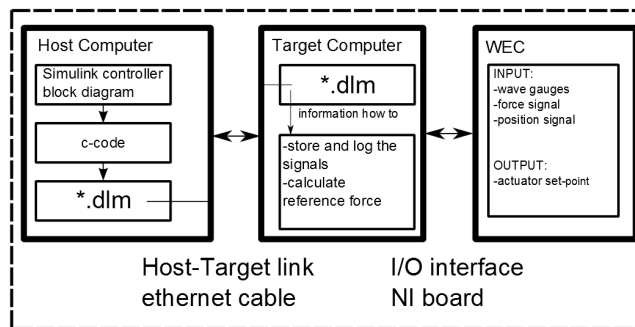 Host Computer
Simulink controller
block diagram
c-code
*.dlm
Target Computer
*.dlm
information how to
-store and log the
signals
-calculate
reference force
WEC
INPUT:
-wave gauges
-force signal
-position signal
OUTPUT:
-actuator set-point
Host-Target link
ethernet cable
I/O interface
NI board